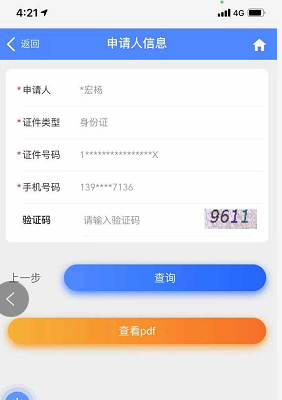 4:21 4G
返回 申请人信息
*申请人 *宏杨
*证件类型 身份证
*证件号码 1****************X
*手机号码 139****7136
验证码 请输入验证码 9611
上一步 查询
查看pdf